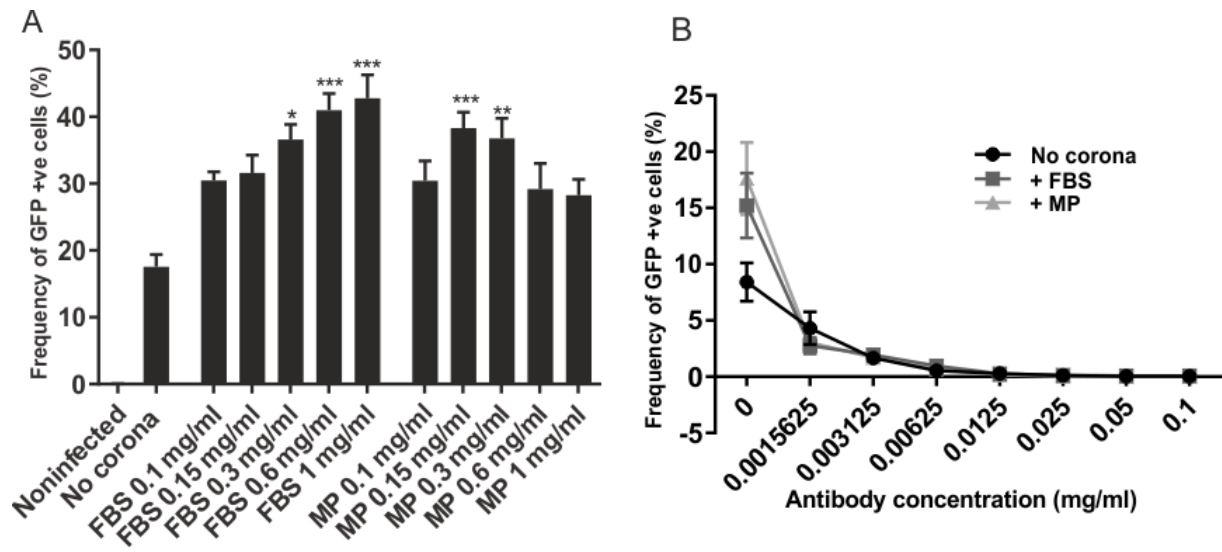 A
Frequency of GFP +ve cells (%)
50
40
30
20
10
0
*
***
***
***
**
Noninfected
No corona
FBS 0.1 mg/ml
FBS 0.15 mg/ml
FBS 0.3 mg/ml
FBS 0.6 mg/ml
FBS 1 mg/ml
MP 0.1 mg/ml
MP 0.15 mg/ml
MP 0.3 mg/ml
MP 0.6 mg/ml
MP 1 mg/ml
B
Frequency of GFP +ve cells (%)
25
20
15
10
5
0
-5
No corona
+ FBS
+ MP
0
0.0015625
0.003125
0.00625
0.0125
0.025
0.05
0.1
Antibody concentration (mg/ml)